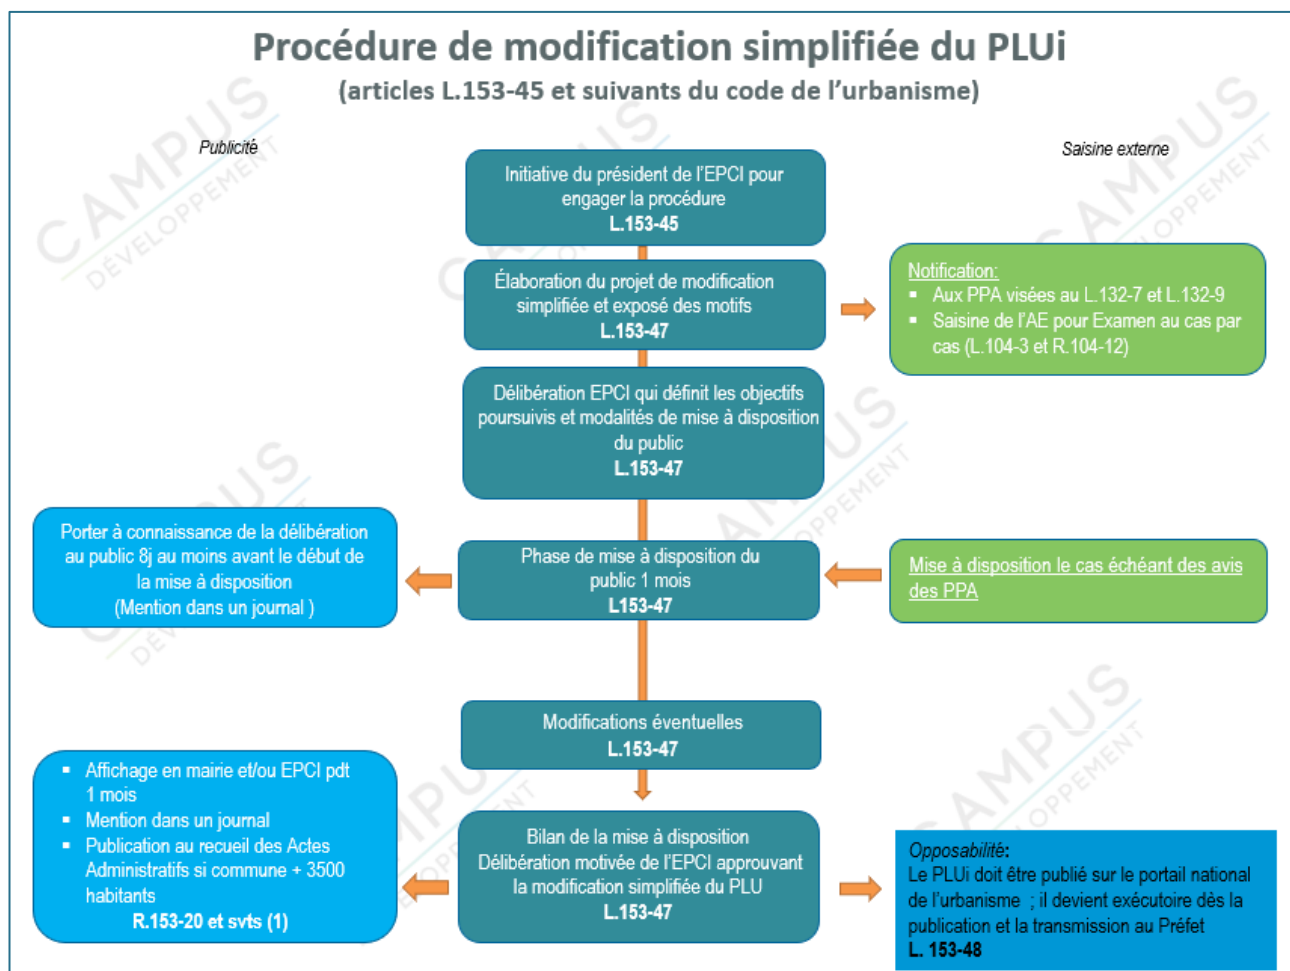 Procédure de modification simplifiée du PLUi
(articles L.153-45 et suivants du code de l'urbanisme)
Publicité
Saisine externe
Initiative du président de l'EPCI pour
engager la procédure
L.153-45
Élaboration du projet de modification
simplifiée et exposé des motifs
L.153-47
Notification:
▪ Aux PPA visées au L.132-7 et L.132-9
▪ Saisine de l'AE pour Examen au cas par
cas (L.104-3 et R.104-12)
Délibération EPCI qui définit les objectifs
poursuivis et modalités de mise à disposition
du public
L.153-47
Porter à connaissance de la délibération
au public 8j au moins avant le début de
la mise à disposition
(Mention dans un journal )
Phase de mise à disposition du
public 1 mois
L153-47
Mise à disposition le cas échéant des avis
des PPA
Modifications éventuelles
L.153-47
▪ Affichage en mairie et/ou EPCI pdt
1 mois
▪ Mention dans un journal
▪ Publication au recueil des Actes
Administratifs si commune + 3500
habitants
R.153-20 et svts (1)
Bilan de la mise à disposition
Délibération motivée de l'EPCI approuvant
la modification simplifiée du PLU
L.153-47
Opposabilité:
Le PLUi doit être publié sur le portail national
de l'urbanisme ; il devient exécutoire dès la
publication et la transmission au Préfet
L. 153-48
CAMPUS
DÉVELOPPEMENT